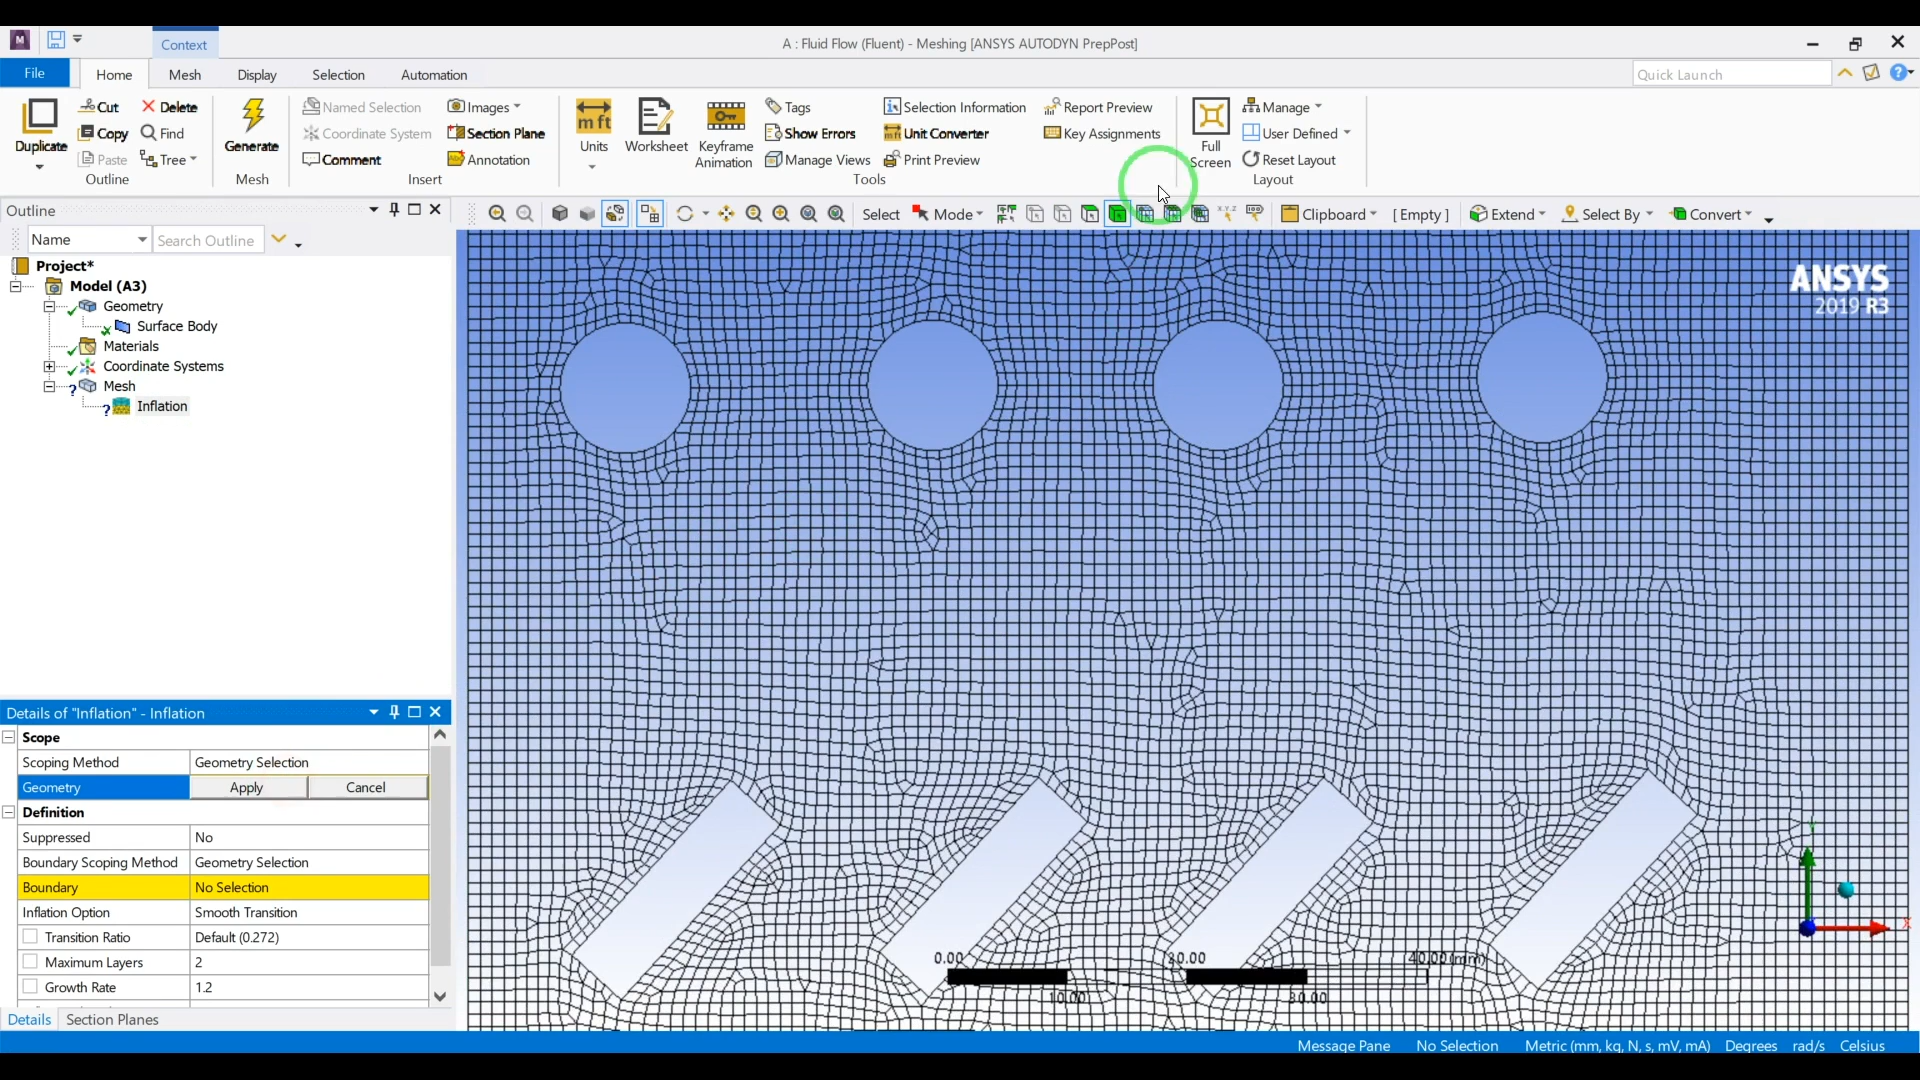 M
Context
A : Fluid Flow (Fluent) - Meshing [ANSYS AUTODYN PrepPost]
File Home Mesh Display Selection Automation
Quick Launch
Duplicate Cut Copy Paste Delete Find Tree
Outline
Generate
Mesh
Named Selection Coordinate System Comment Images Section Plane Annotation
Insert
Units Worksheet Keyframe Animation Tags Show Errors Manage Views Selection Information Unit Converter Print Preview Report Preview Key Assignments
Tools
Full Screen Manage User Defined Reset Layout
Layout
Outline
Select Mode Clipboard [ Empty ] Extend Select By Convert
Name Search Outline
Project*
Model (A3)
Geometry
Surface Body
Materials
Coordinate Systems
Mesh
Inflation
ANSYS
2019 R3
Details of "Inflation" - Inflation
Scope
Scoping Method Geometry Selection
Geometry Apply Cancel
Definition
Suppressed No
Boundary Scoping Method Geometry Selection
Boundary No Selection
Inflation Option Smooth Transition
Transition Ratio Default (0.272)
Maximum Layers 2
Growth Rate 1.2
Y
X
0.00 20.00 40.00 (mm)
10.00 30.00
Details Section Planes
Message Pane No Selection Metric (mm, kg, N, s, mV, mA) Degrees rad/s Celsius